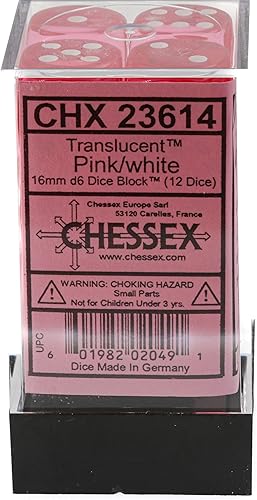 CHX 23614
Translucent™
Pink/white
16mm d6 Dice Block™ (12 Dice)
Chessex Europe Sarl
53120 Carelles, France
CHESSEX
www.chessex.com
WARNING: CHOKING HAZARD
Small Parts
Not for Children Under 3 yrs.
UPC
6 01982 02049 1
Dice Made in Germany